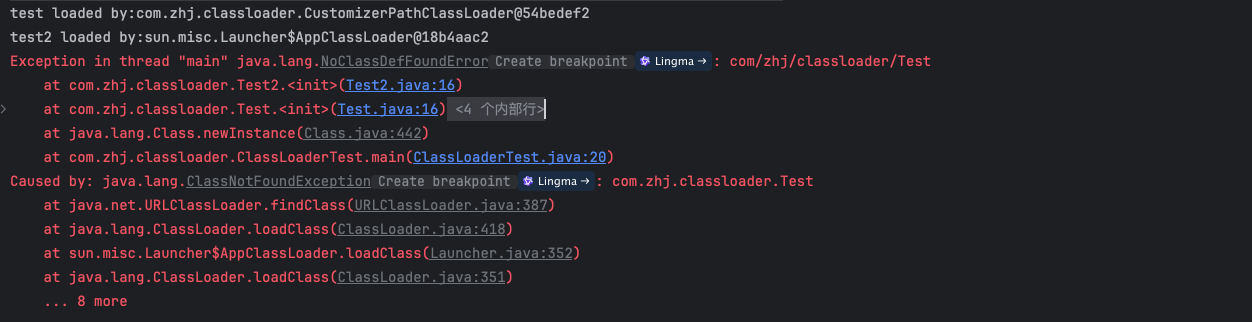 test loaded by:com.zhj.classloader.CustomizerPathClassLoader@54bedef2
test2 loaded by:sun.misc.Launcher$AppClassLoader@18b4aac2
Exception in thread "main" java.lang.NoClassDefFoundError Create breakpoint Lingma → : com/zhj/classloader/Test
at com.zhj.classloader.Test2.<init>(Test2.java:16)
at com.zhj.classloader.Test.<init>(Test.java:16) <4 个内部行>
at java.lang.Class.newInstance(Class.java:442)
at com.zhj.classloader.ClassLoaderTest.main(ClassLoaderTest.java:20)
Caused by: java.lang.ClassNotFoundException Create breakpoint Lingma → : com.zhj.classloader.Test
at java.net.URLClassLoader.findClass(URLClassLoader.java:387)
at java.lang.ClassLoader.loadClass(ClassLoader.java:418)
at sun.misc.Launcher$AppClassLoader.loadClass(Launcher.java:352)
at java.lang.ClassLoader.loadClass(ClassLoader.java:351)
... 8 more